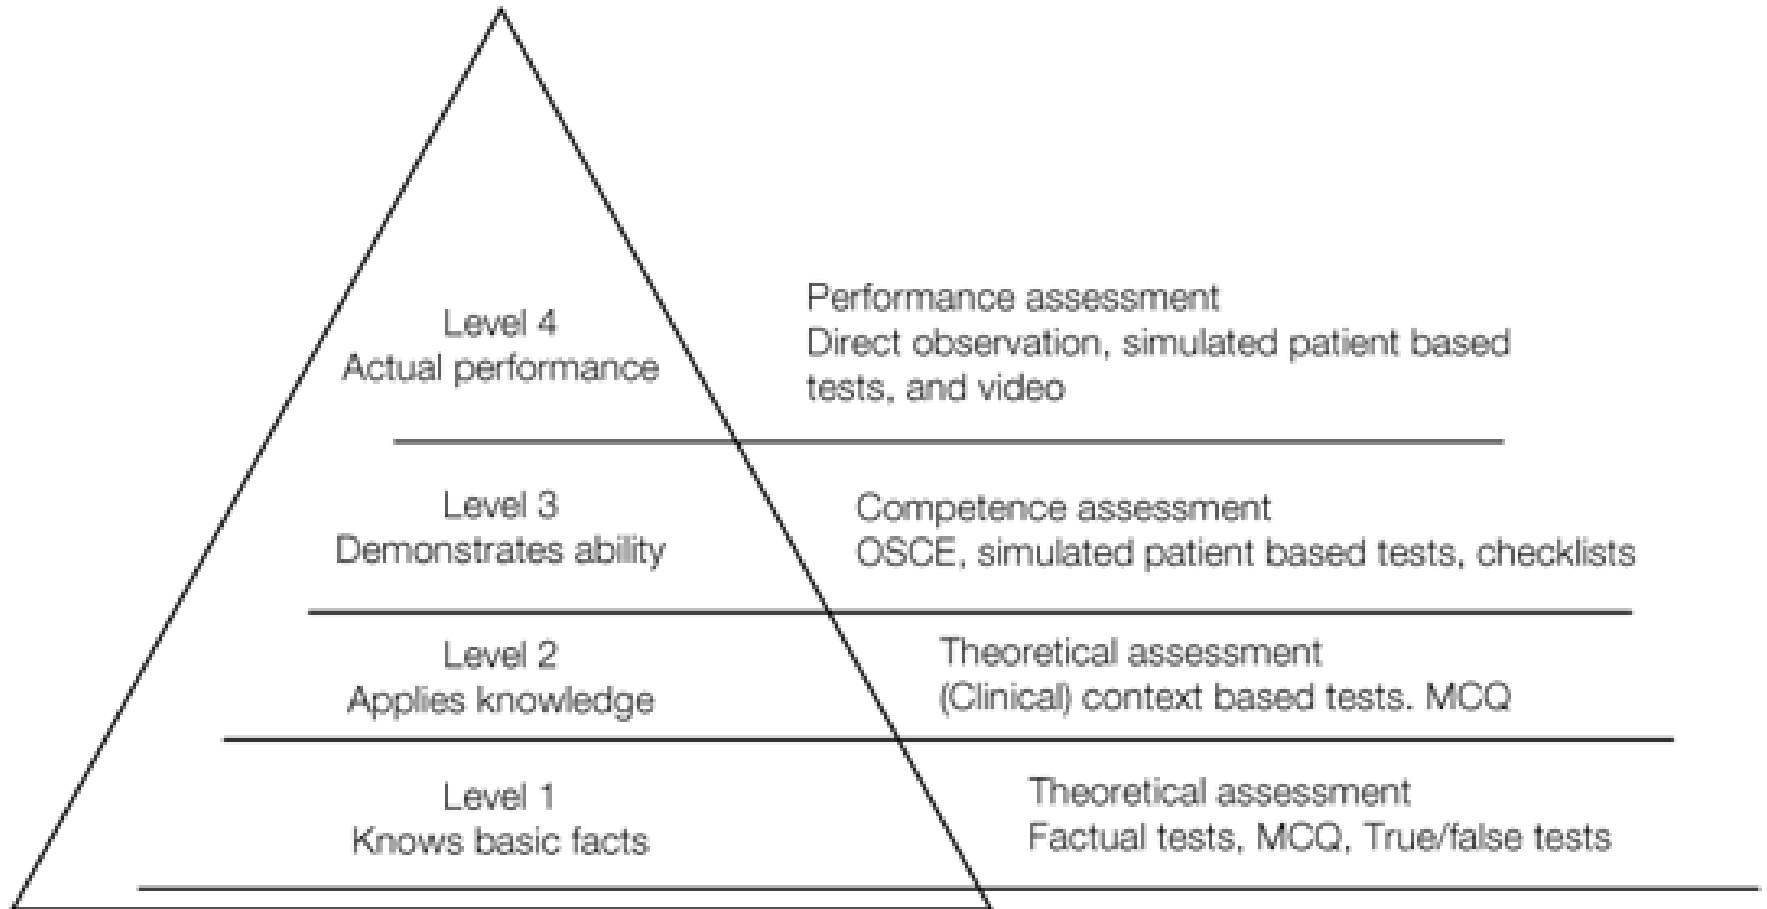 Level 4
Actual performance
Performance assessment
Direct observation, simulated patient based
tests, and video
Level 3
Demonstrates ability
Competence assessment
OSCE, simulated patient based tests, checklists
Level 2
Applies knowledge
Theoretical assessment
(Clinical) context based tests. MCQ
Level 1
Knows basic facts
Theoretical assessment
Factual tests, MCQ, True/false tests